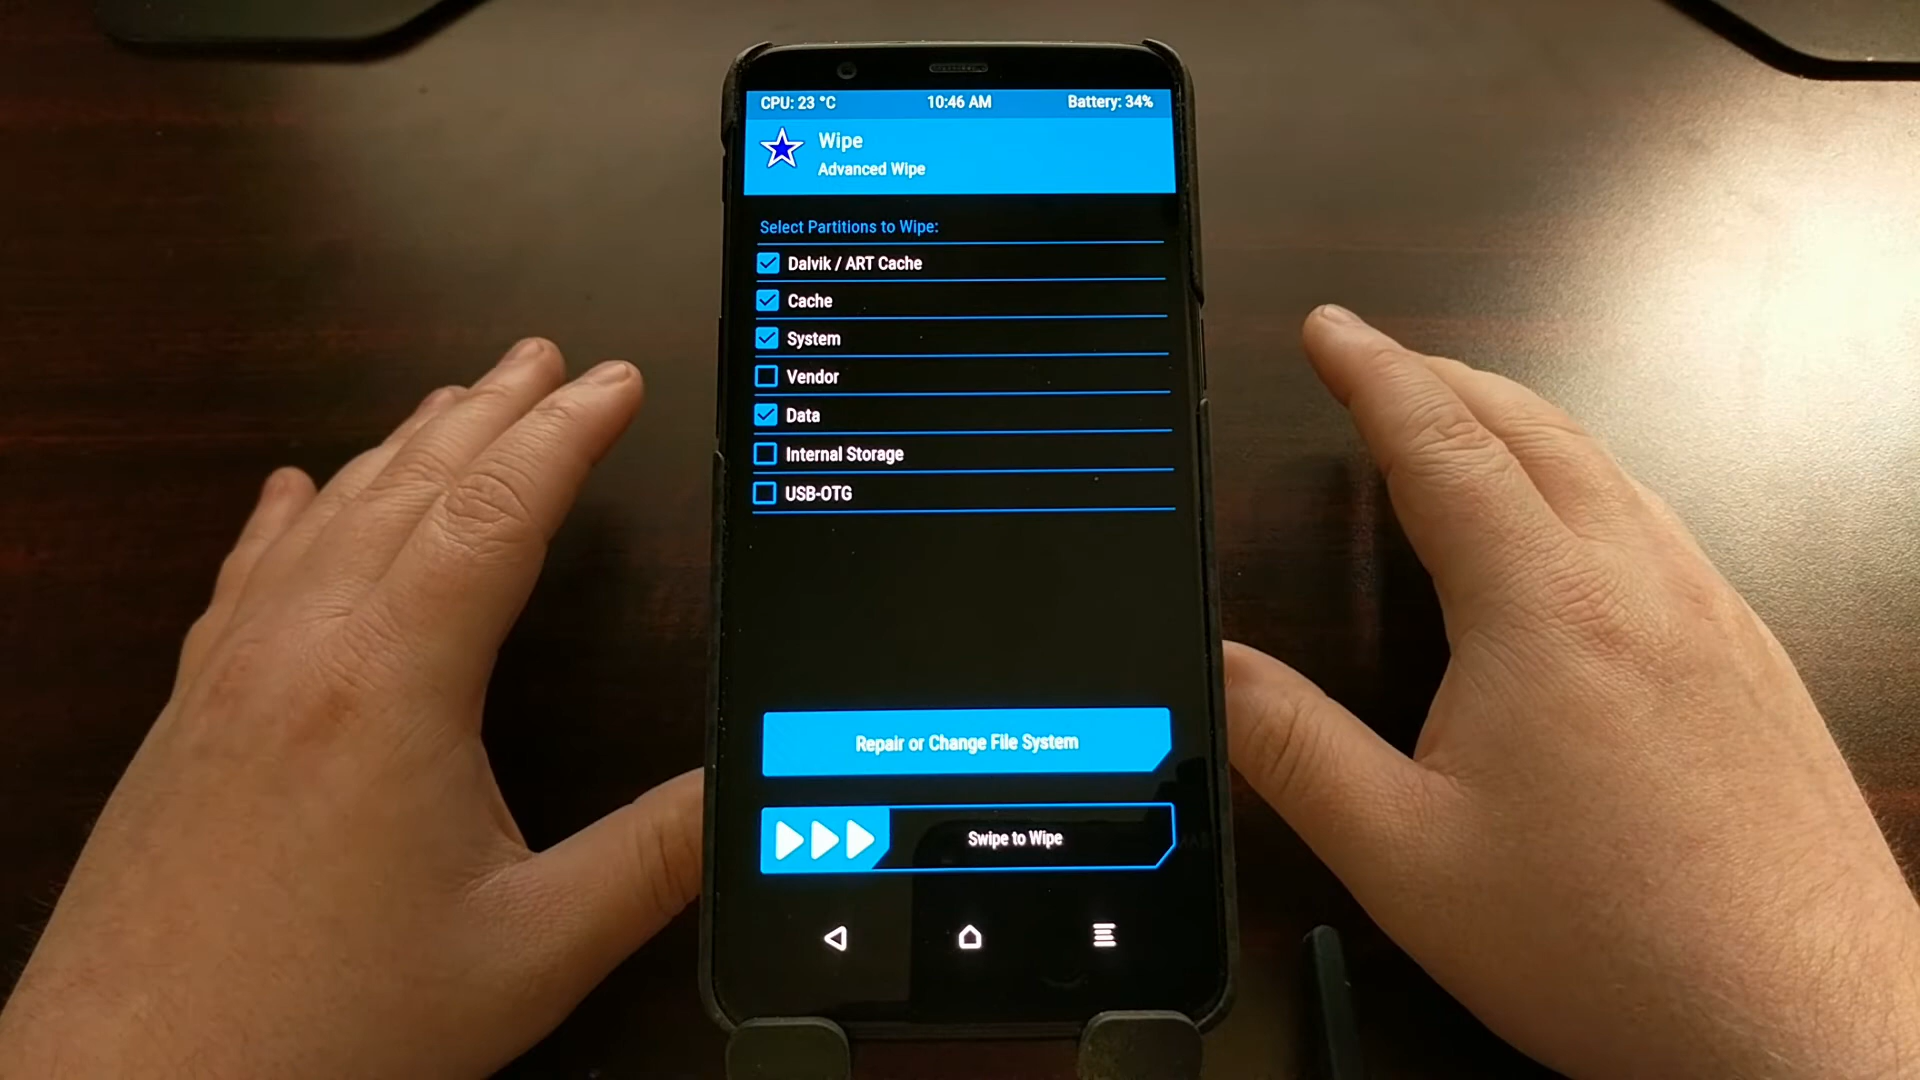 CPU: 23 °C 10:46 AM Battery: 34%
Wipe
Advanced Wipe
Select Partitions to Wipe:
Dalvik / ART Cache
Cache
System
Vendor
Data
Internal Storage
USB-OTG
Repair or Change File System
Swipe to Wipe